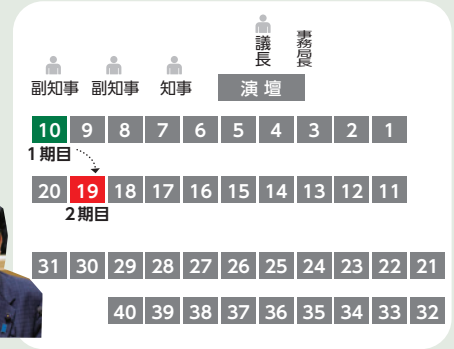 議長
事務局長
副知事 副知事 知事 演壇
10 9 8 7 6 5 4 3 2 1
1期目
20 19 18 17 16 15 14 13 12 11
2期目
31 30 29 28 27 26 25 24 23 22 21
40 39 38 37 36 35 34 33 32